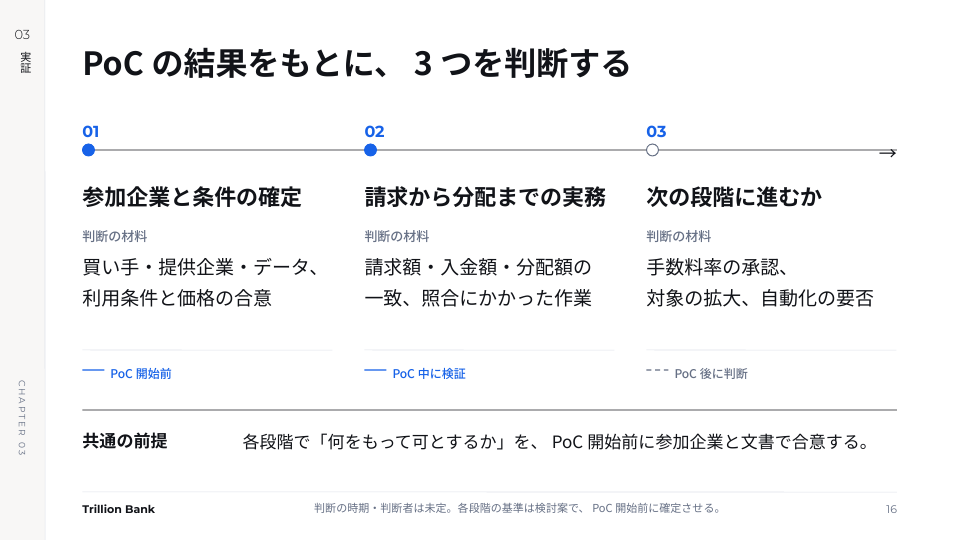 03
実証
PoC の結果をもとに、 3 つを判断する
01
02
03
→
参加企業と条件の確定
請求から分配までの実務
次の段階に進むか
判断の材料
判断の材料
判断の材料
買い手・提供企業・データ、
利用条件と価格の合意
請求額・入金額・分配額の
一致、照合にかかった作業
手数料率の承認、
対象の拡大、自動化の要否
PoC 開始前
PoC 中に検証
PoC 後に判断
CHAPTER 03
共通の前提
各段階で「何をもって可とするか」を、 PoC 開始前に参加企業と文書で合意する。
Trillion Bank
判断の時期・判断者は未定。各段階の基準は検討案で、 PoC 開始前に確定させる。
16